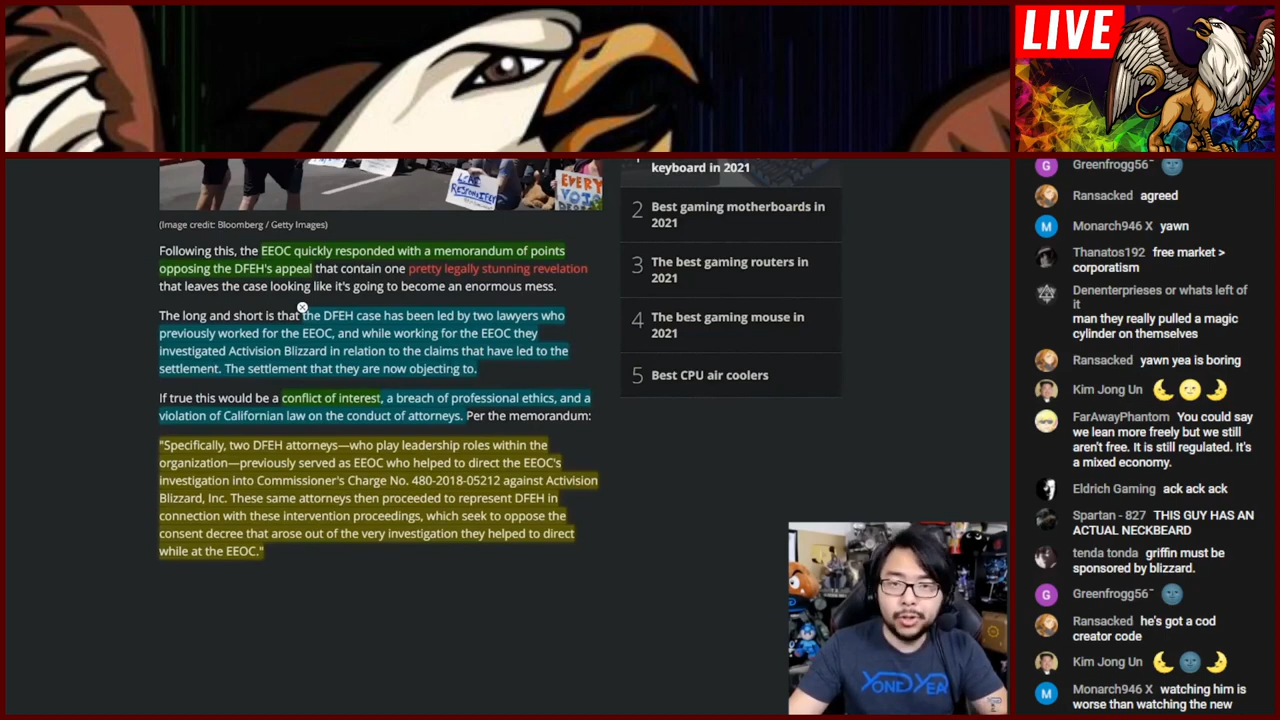 LIVE
LOVE
RESPONSIBLY
EVERY
VOICE
(Image credit: Bloomberg / Getty Images)
Following this, the EEOC quickly responded with a memorandum of points
opposing the DFEH's appeal that contain one pretty legally stunning revelation
that leaves the case looking like it's going to become an enormous mess.
The long and short is that the DFEH case has been led by two lawyers who
previously worked for the EEOC, and while working for the EEOC they
investigated Activision Blizzard in relation to the claims that have led to the
settlement. The settlement that they are now objecting to.
If true this would be a conflict of interest, a breach of professional ethics, and a
violation of Californian law on the conduct of attorneys. Per the memorandum:
"Specifically, two DFEH attorneys—who play leadership roles within the
organization—previously served as EEOC who helped to direct the EEOC's
investigation into Commissioner's Charge No. 480-2018-05212 against Activision
Blizzard, Inc. These same attorneys then proceeded to represent DFEH in
connection with these intervention proceedings, which seek to oppose the
consent decree that arose out of the very investigation they helped to direct
while at the EEOC."
keyboard in 2021
2 Best gaming motherboards in
2021
3 The best gaming routers in
2021
4 The best gaming mouse in
2021
5 Best CPU air coolers
YONGYEA
G Greenfrogg56~
Ransacked agreed
M Monarch946 X yawn
Thanatos192 free market >
corporatism
Denenterprieses or whats left of
it
man they really pulled a magic
cylinder on themselves
Ransacked yawn yea is boring
Kim Jong Un
FarAwayPhantom You could say
we lean more freely but we still
aren't free. It is still regulated. It's
a mixed economy.
Eldrich Gaming ack ack ack
Spartan - 827 THIS GUY HAS AN
ACTUAL NECKBEARD
tenda tonda griffin must be
sponsored by blizzard.
G Greenfrogg56~
Ransacked he's got a cod
creator code
Kim Jong Un
M Monarch946 X watching him is
worse than watching the new